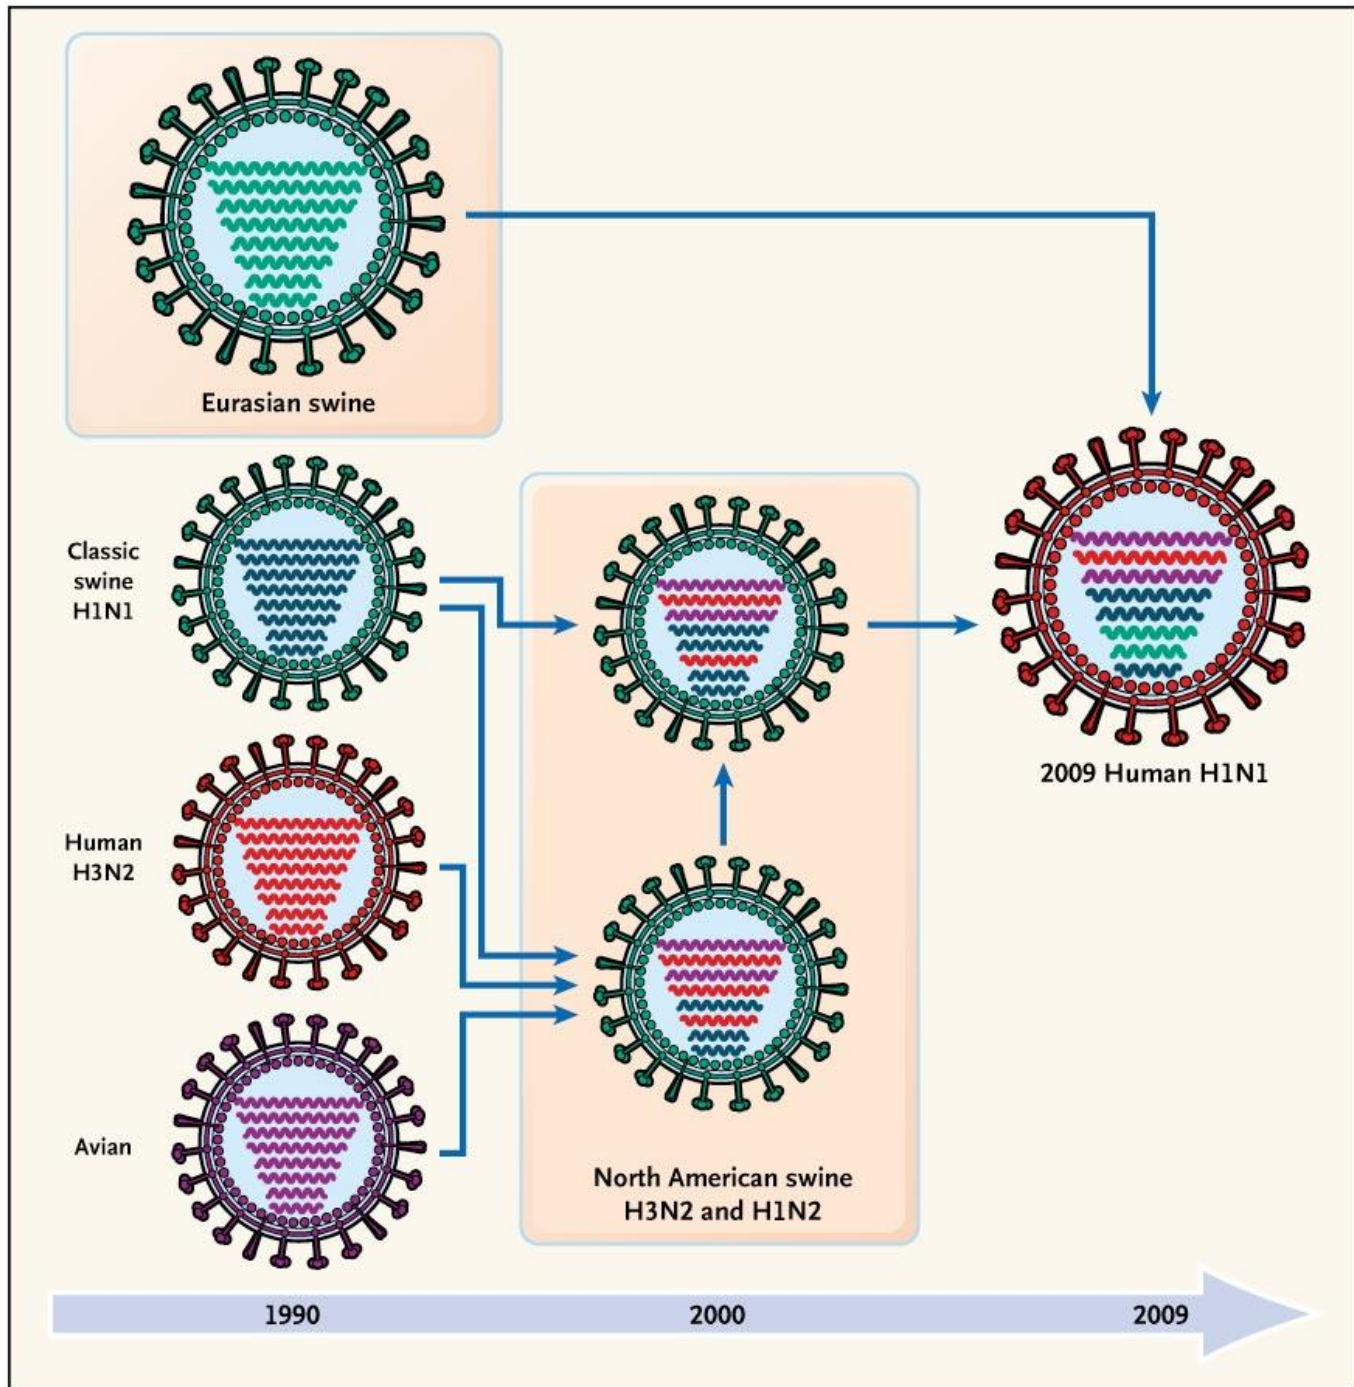 Eurasian swine
Classic
swine
H1N1
Human
H3N2
Avian
North American swine
H3N2 and H1N2
2009 Human H1N1
1990
2000
2009